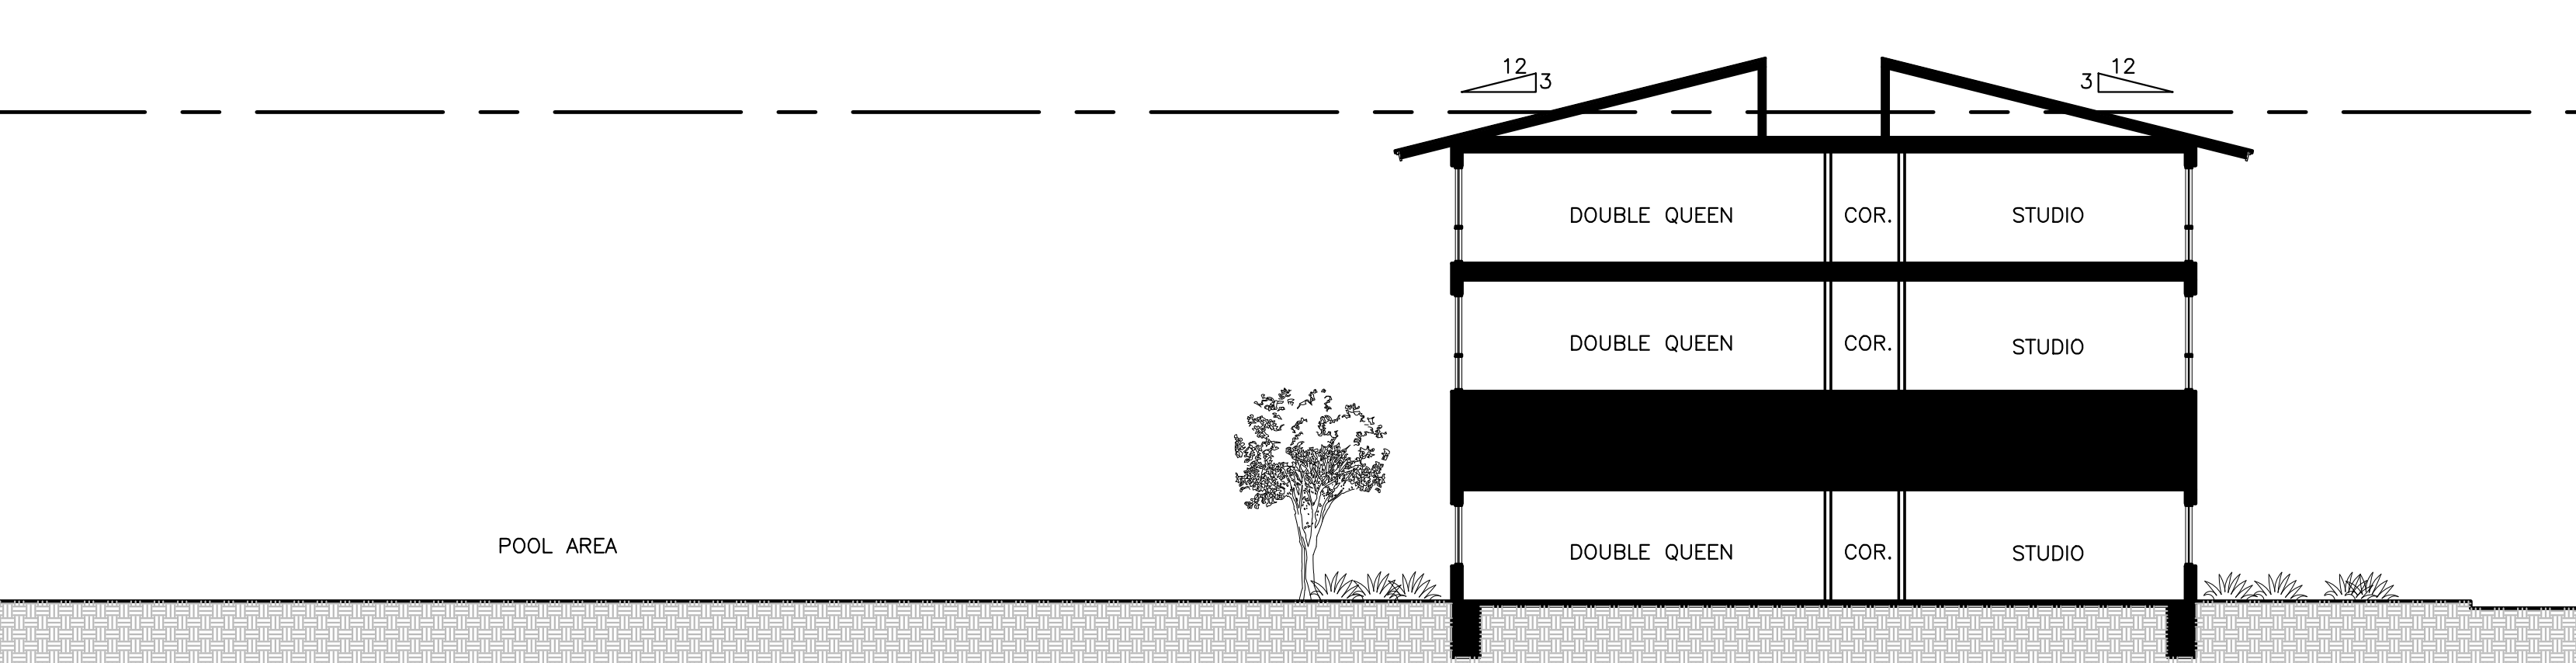 12
3
12
3
DOUBLE QUEEN COR. STUDIO
DOUBLE QUEEN COR. STUDIO
DOUBLE QUEEN COR. STUDIO
POOL AREA